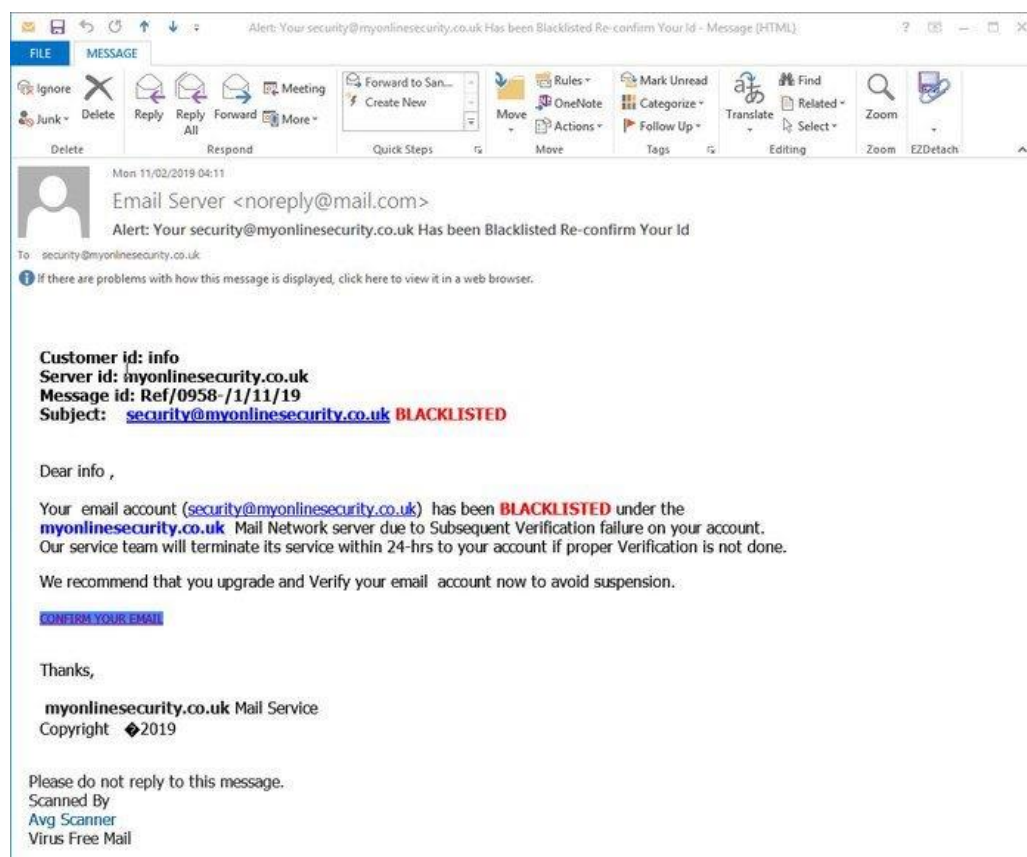 Alert: Your security@myonlinesecurity.co.uk Has been Blacklisted Re-confirm Your Id - Message (HTML)
FILE MESSAGE
Ignore
Junk
Delete
Reply
Reply All
Forward
Meeting
More
Forward to San...
Create New
Move
Rules
OneNote
Actions
Mark Unread
Categorize
Follow Up
Translate
Find
Related
Select
Zoom
Delete Respond Quick Steps Move Tags Editing Zoom EZDetach
Mon 11/02/2019 04:11
Email Server <noreply@mail.com>
Alert: Your security@myonlinesecurity.co.uk Has been Blacklisted Re-confirm Your Id
To security@myonlinesecurity.co.uk
If there are problems with how this message is displayed, click here to view it in a web browser.
Customer id: info
Server id: myonlinesecurity.co.uk
Message id: Ref/0958-/1/11/19
Subject: security@myonlinesecurity.co.uk BLACKLISTED
Dear info ,
Your email account (security@myonlinesecurity.co.uk) has been BLACKLISTED under the
myonlinesecurity.co.uk Mail Network server due to Subsequent Verification failure on your account.
Our service team will terminate its service within 24-hrs to your account if proper Verification is not done.
We recommend that you upgrade and Verify your email account now to avoid suspension.
CONFIRM YOUR EMAIL
Thanks,
myonlinesecurity.co.uk Mail Service
Copyright �2019
Please do not reply to this message.
Scanned By
Avg Scanner
Virus Free Mail